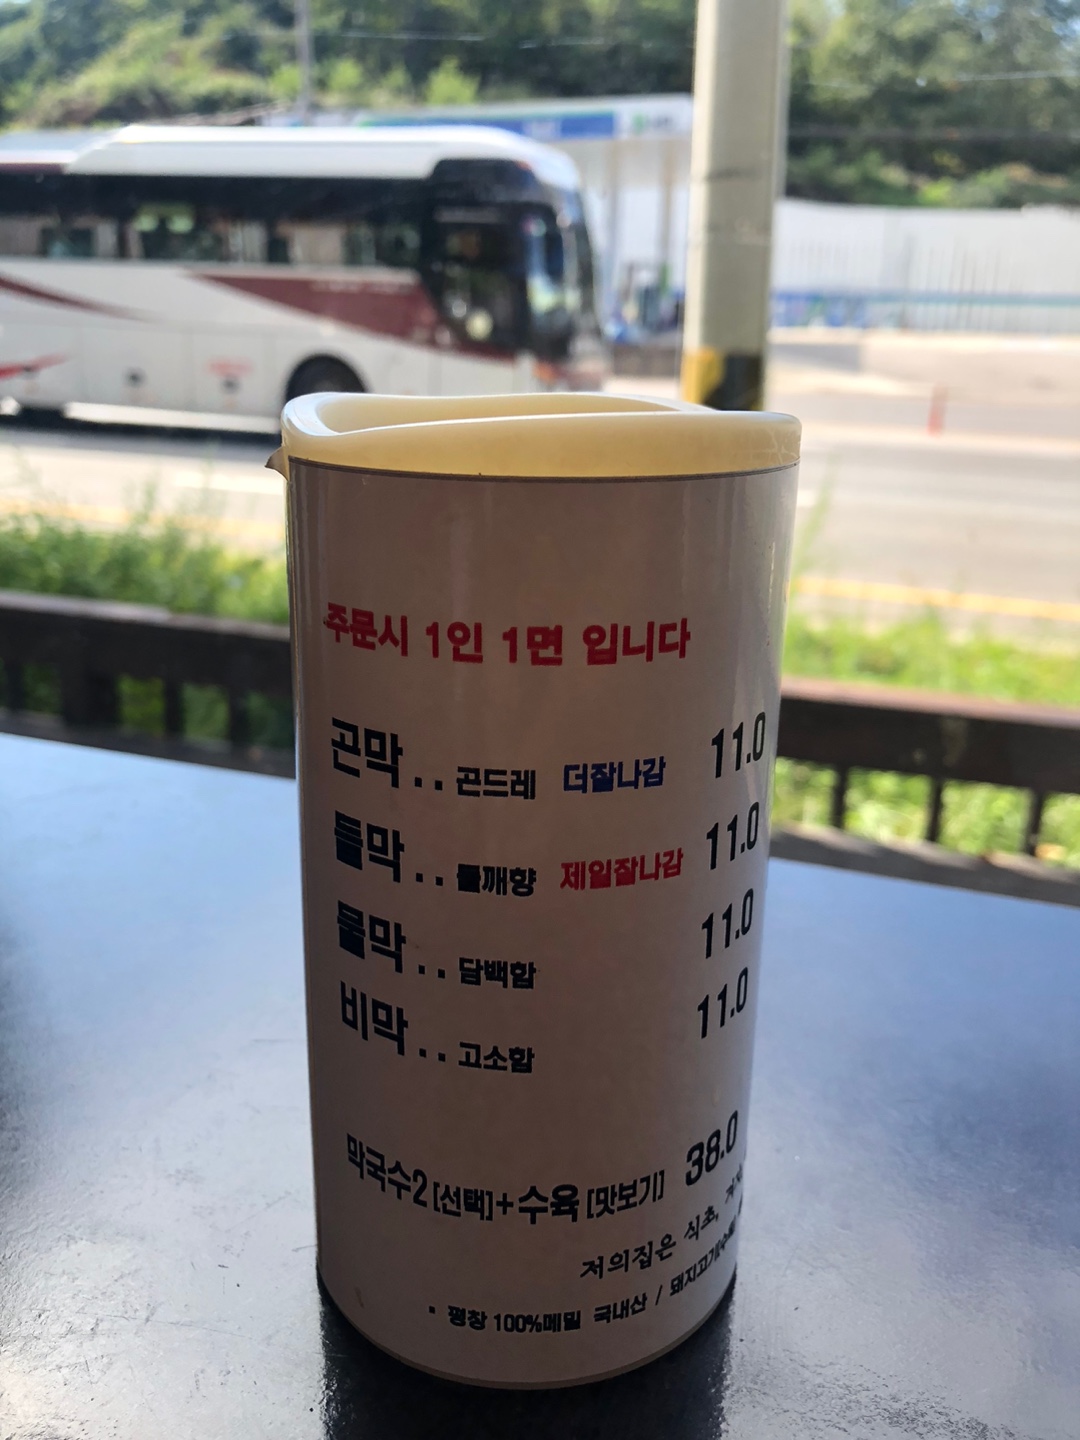 주문시 1인 1면 입니다
곤막.. 곤드레 더잘나감 11.0
들막.. 들깨향 제일잘나감 11.0
물막.. 담백함 11.0
비막.. 고소함 11.0
막국수2 [선택]+수육 [맛보기] 38.0
저의집은 식초,
· 평창 100%메밀 국내산 / 돼지고기(수육)